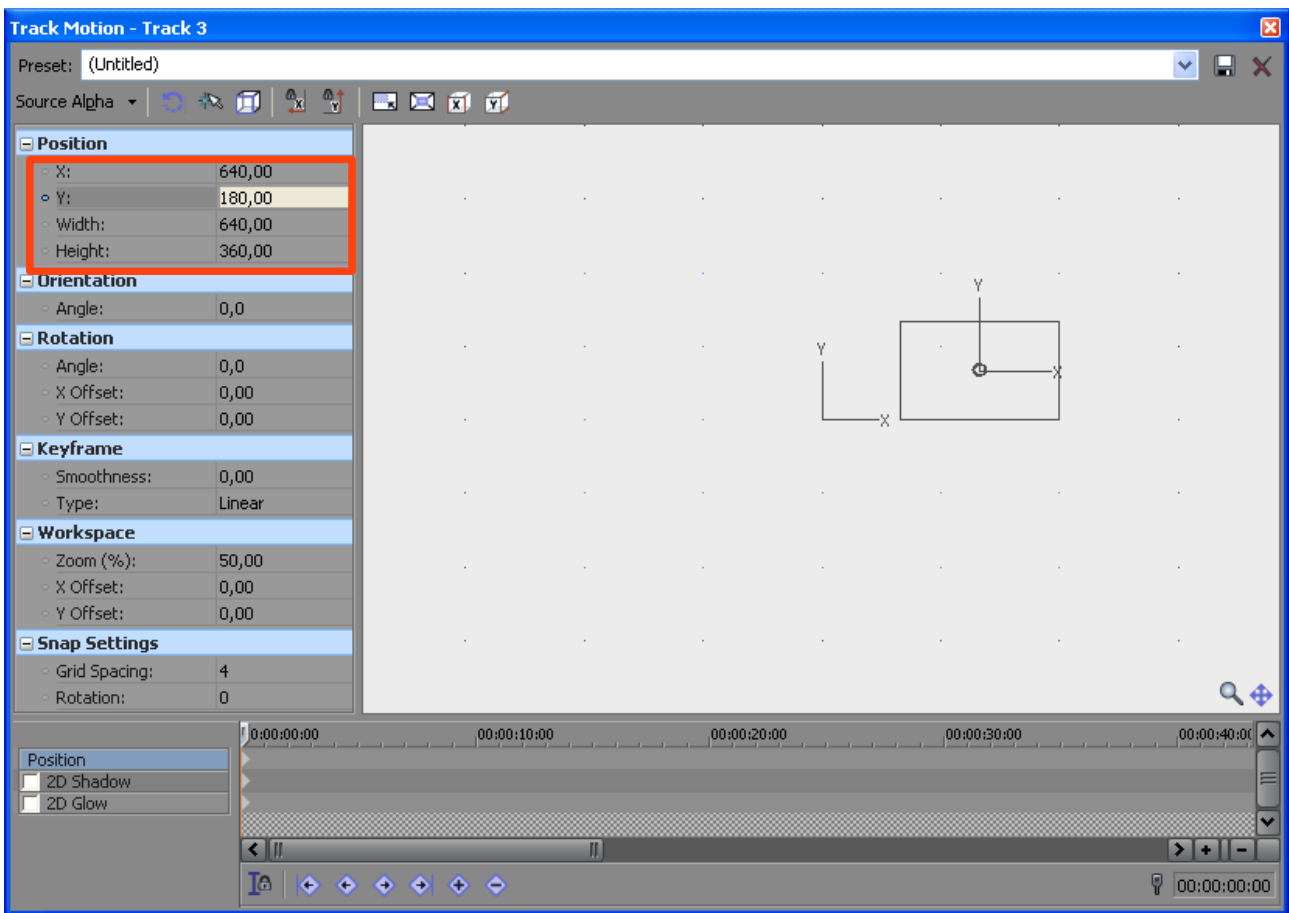 Track Motion - Track 3
Preset: (Untitled)
Source Alpha
X Y X Y
Position
X: 640,00
Y: 180,00
Width: 640,00
Height: 360,00
Orientation
Angle: 0,0
Rotation
Angle: 0,0
X Offset: 0,00
Y Offset: 0,00
Keyframe
Smoothness: 0,00
Type: Linear
Workspace
Zoom (%): 50,00
X Offset: 0,00
Y Offset: 0,00
Snap Settings
Grid Spacing: 4
Rotation: 0
Y
X
Y
X
0:00:00:00 00:00:10:00 00:00:20:00 00:00:30:00 00:00:40:0
Position
2D Shadow
2D Glow
00:00:00:00